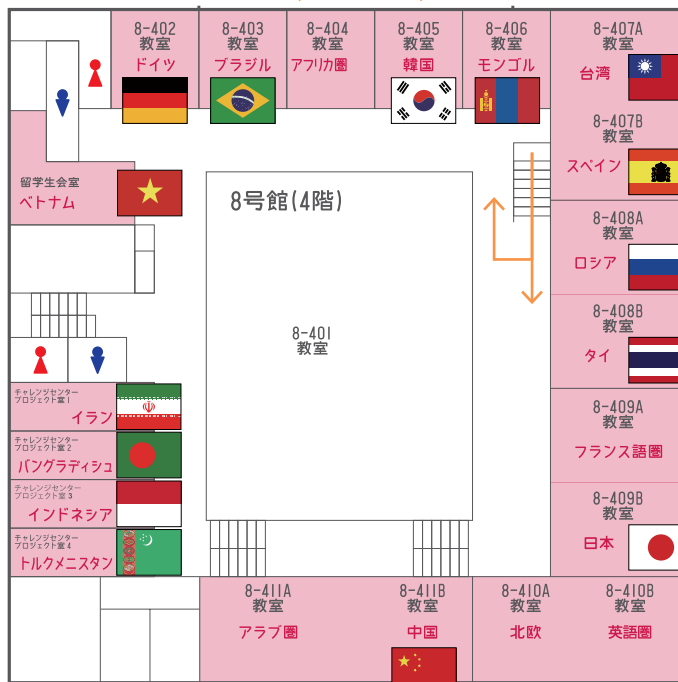 8-402
教室
ドイツ
8-403
教室
ブラジル
8-404
教室
アフリカ圏
8-405
教室
韓国
8-406
教室
モンゴル
8-407A
教室
台湾
8-407B
教室
スペイン
留学生会室
ベトナム
8号館(4階)
8-408A
教室
ロシア
8-401
教室
8-408B
教室
タイ
チャレンジセンター
プロジェクト室1
イラン
8-409A
教室
フランス語圏
チャレンジセンター
プロジェクト室2
バングラディシュ
チャレンジセンター
プロジェクト室3
インドネシア
8-409B
教室
日本
チャレンジセンター
プロジェクト室4
トルクメニスタン
8-411A
教室
アラブ圏
8-411B
教室
中国
8-410A
教室
北欧
8-410B
教室
英語圏